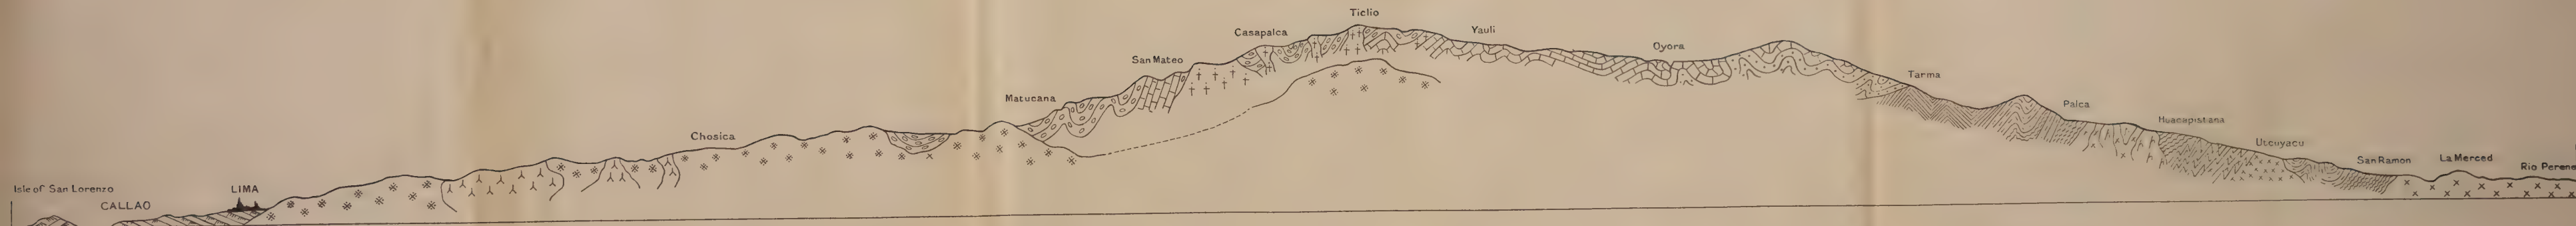 Isle of San Lorenzo
CALLAO
LIMA
Chosica
Matucana
San Mateo
Casapalca
Ticlio
Yauli
Oyora
Tarma
Palca
Huacapistiana
Utcuyacu
San Ramon
La Merced
Rio Perene